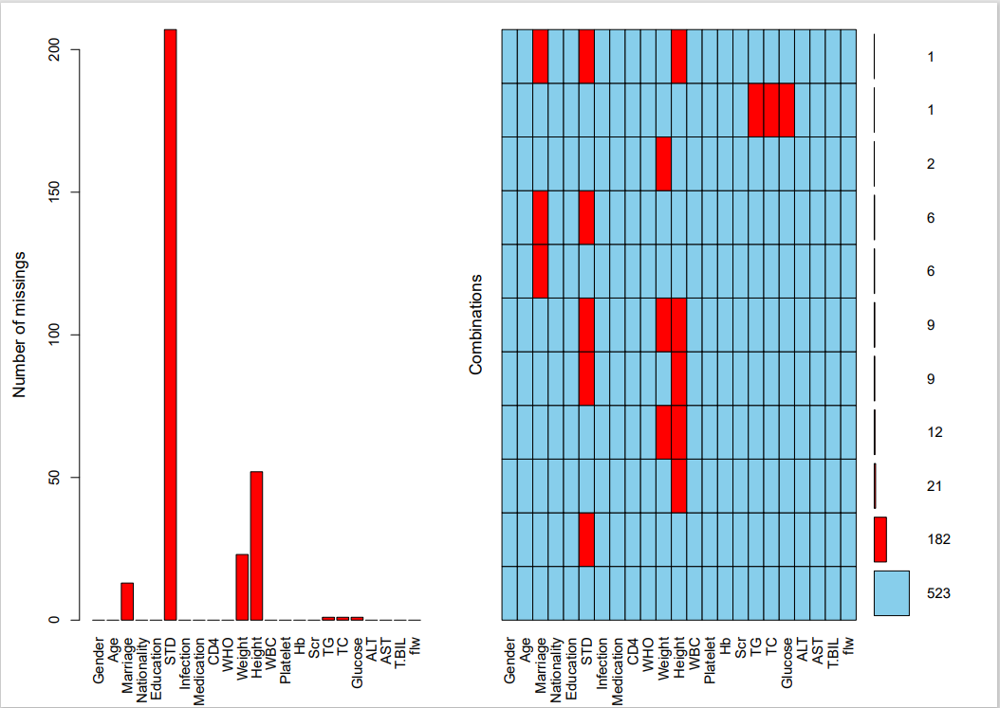 Number of missings
0
50
100
150
200
Gender
Age
Marriage
Nationality
Education
STD
Infection
Medication
CD4
WHO
Weight
Height
WBC
Platelet
Hb
Scr
TG
TC
Glucose
ALT
AST
T.BIL
flw
Combinations
Gender
Age
Marriage
Nationality
Education
STD
Infection
Medication
CD4
WHO
Weight
Height
WBC
Platelet
Hb
Scr
TG
TC
Glucose
ALT
AST
T.BIL
flw
1
1
2
6
6
9
9
12
21
182
523